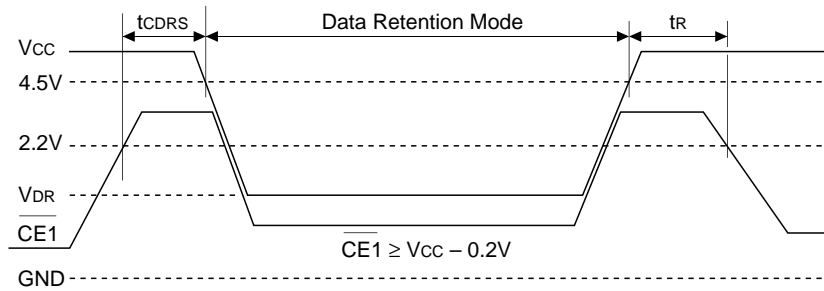 tCDRS Data Retention Mode tR
VCC
4.5V
2.2V
VDR
CE1
CE1 ≥ VCC – 0.2V
GND